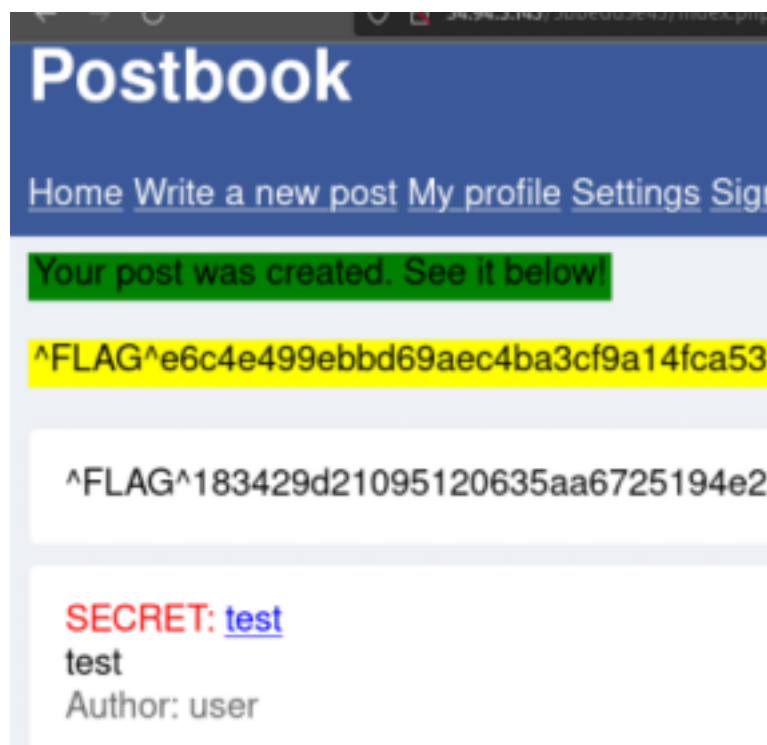 Postbook
Home Write a new post My profile Settings
Your post was created. See it below!
^FLAG^e6c4e499ebbd69aec4ba3cf9a14fca53
^FLAG^183429d21095120635aa6725194e2
SECRET: test
test
Author: user